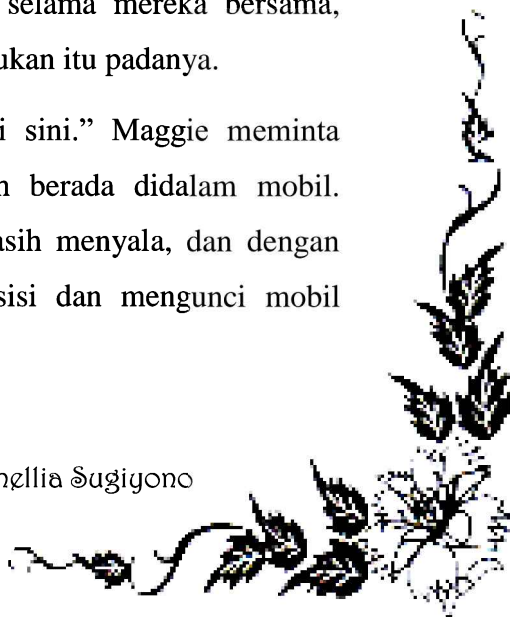 selama mereka bersama,
ukan itu padanya.
i sini.” Maggie meminta
berada didalam mobil.
asih menyala, dan dengan
sisi dan mengunci mobil
nellia Sugiyono